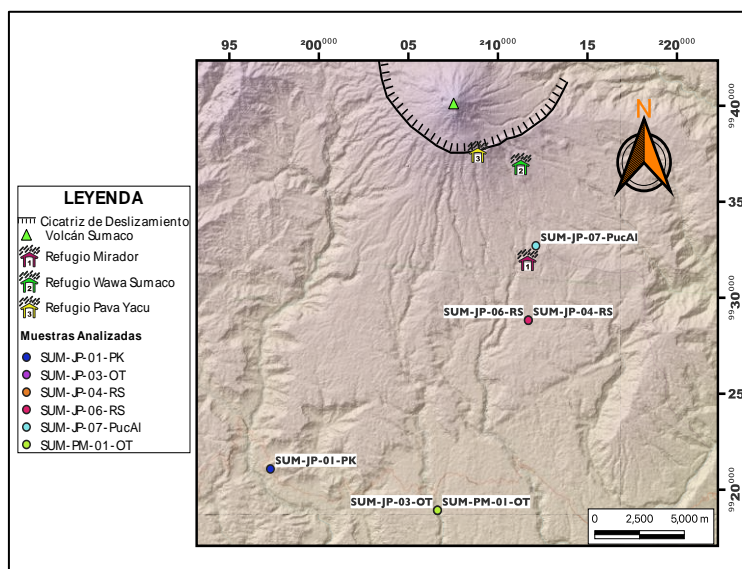 95 ²00⁰⁰⁰ 05 ²10⁰⁰⁰ 15 ²20⁰⁰⁰
99 40⁰⁰⁰
35
99 30⁰⁰⁰
25
99 20⁰⁰⁰
N
3
2
SUM-JP-07-PucAl
1
SUM-JP-06-RS SUM-JP-04-RS
SUM-JP-01-PK
SUM-JP-03-OT SUM-PM-01-OT
0 2,500 5,000 m
LEYENDA
Cicatriz de Deslizamiento
Volcán Sumaco
1 Refugio Mirador
2 Refugio Wawa Sumaco
3 Refugio Pava Yacu
Muestras Analizadas
SUM-JP-01-PK
SUM-JP-03-OT
SUM-JP-04-RS
SUM-JP-06-RS
SUM-JP-07-PucAl
SUM-PM-01-OT